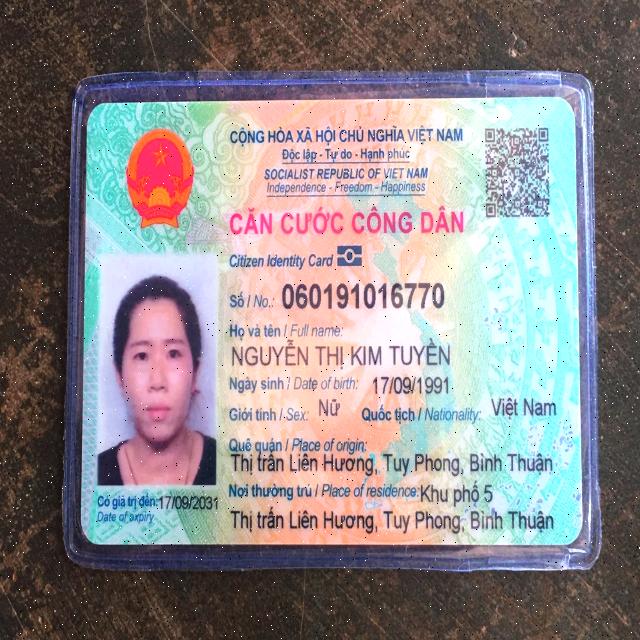 CỘNG HÒA XÃ HỘI CHỦ NGHĨA VIỆT NAM
Độc lập - Tự do - Hạnh phúc
SOCIALIST REPUBLIC OF VIET NAM
Independence - Freedom - Happiness
CĂN CƯỚC CÔNG DÂN
Citizen Identity Card
Số / No.: 060191016770
Họ và tên / Full name:
NGUYỄN THỊ KIM TUYỀN
Ngày sinh / Date of birth: 17/09/1991
Giới tính / Sex: Nữ Quốc tịch / Nationality: Việt Nam
Quê quán / Place of origin:
Thị trấn Liên Hương, Tuy Phong, Bình Thuận
Nơi thường trú / Place of residence: Khu phố 5
Thị trấn Liên Hương, Tuy Phong, Bình Thuận
Có giá trị đến: 17/09/2031
Date of expiry